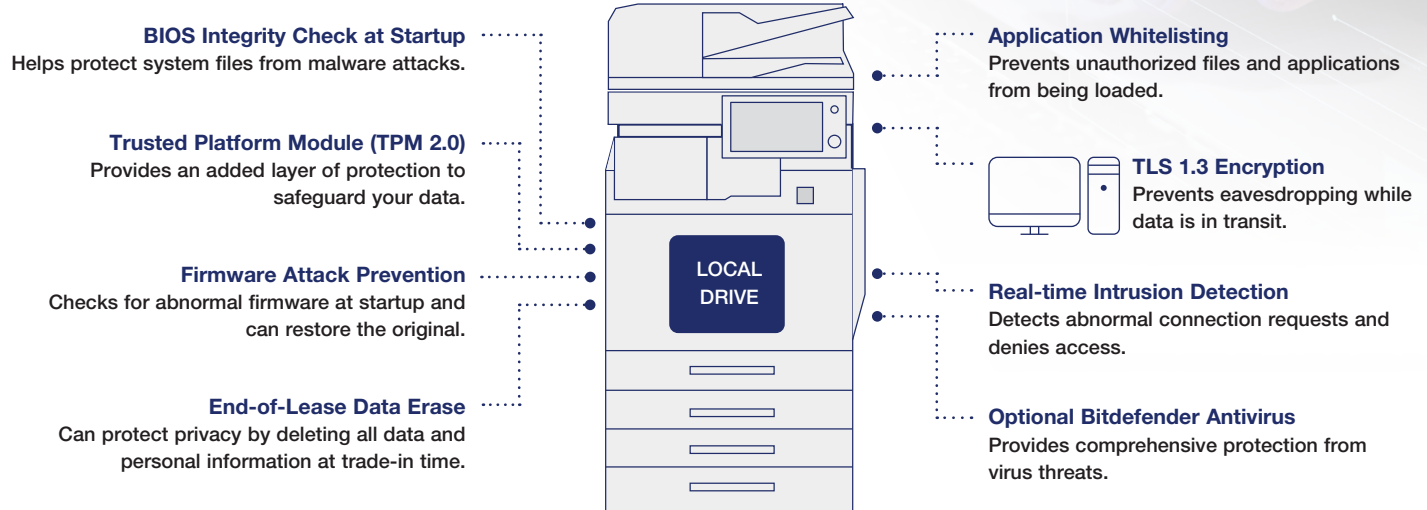 BIOS Integrity Check at Startup
Helps protect system files from malware attacks.
Trusted Platform Module (TPM 2.0)
Provides an added layer of protection to
safeguard your data.
Firmware Attack Prevention
Checks for abnormal firmware at startup and
can restore the original.
End-of-Lease Data Erase
Can protect privacy by deleting all data and
personal information at trade-in time.
LOCAL
DRIVE
Application Whitelisting
Prevents unauthorized files and applications
from being loaded.
TLS 1.3 Encryption
Prevents eavesdropping while
data is in transit.
Real-time Intrusion Detection
Detects abnormal connection requests and
denies access.
Optional Bitdefender Antivirus
Provides comprehensive protection from
virus threats.